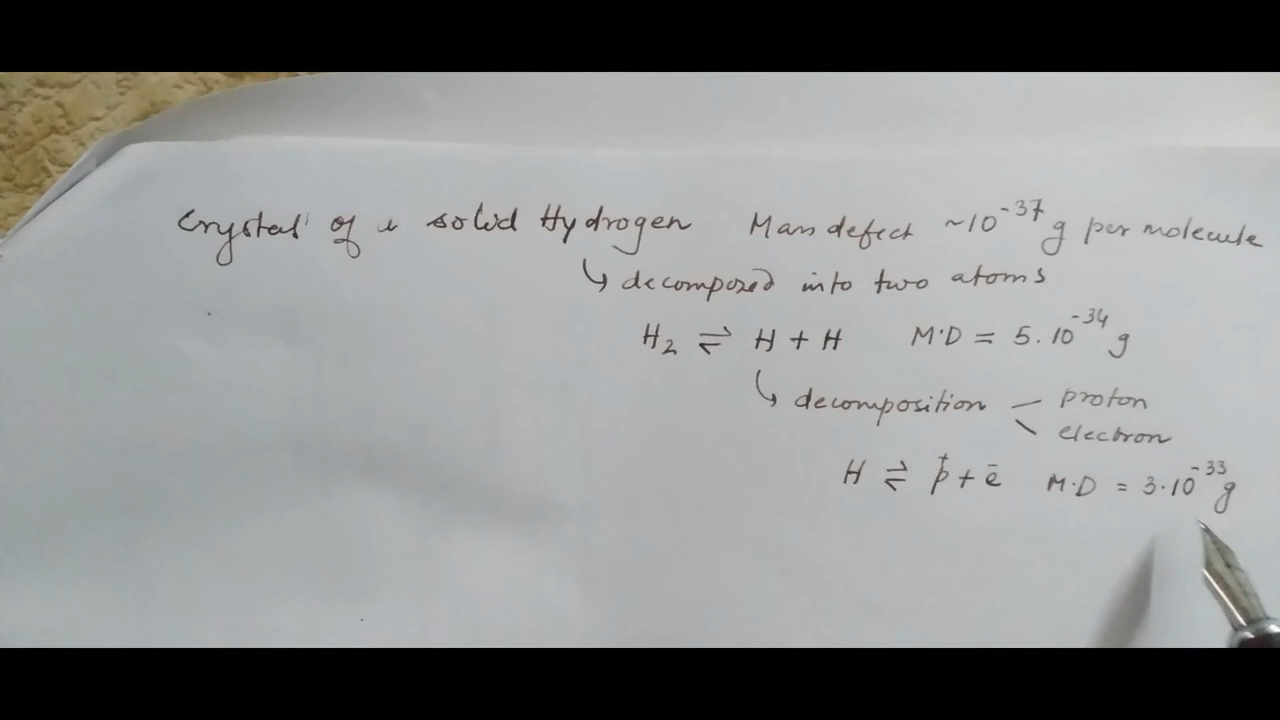 Crystal of a solid Hydrogen Mass defect ~10⁻³⁷ g per molecule
↳ decomposed into two atoms
H₂ ⇌ H + H M·D = 5.10⁻³⁴ g
↳ decomposition — proton
electron
H ⇌ p⁺ + e⁻ M·D = 3·10⁻³³ g